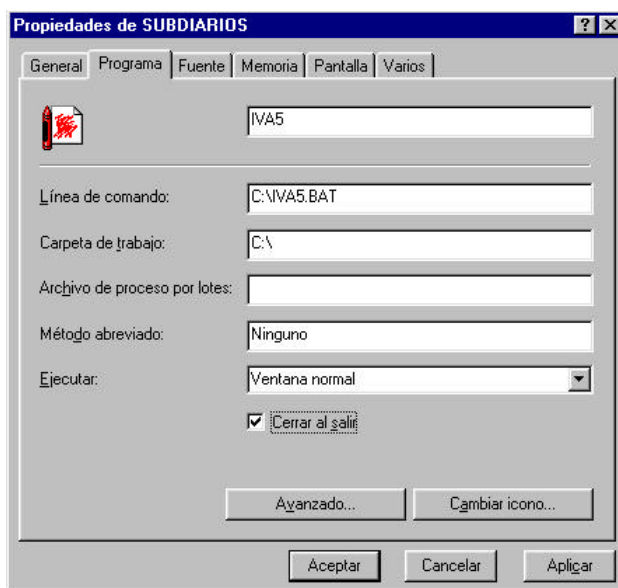 Propiedades de SUBDIARIOS
General Programa Fuente Memoria Pantalla Varios
IVA5
Línea de comando: C:\IVA5.BAT
Carpeta de trabajo: C:\
Archivo de proceso por lotes:
Método abreviado: Ninguno
Ejecutar: Ventana normal
Cerrar al salir
Avanzado... Cambiar icono...
Aceptar Cancelar Aplicar